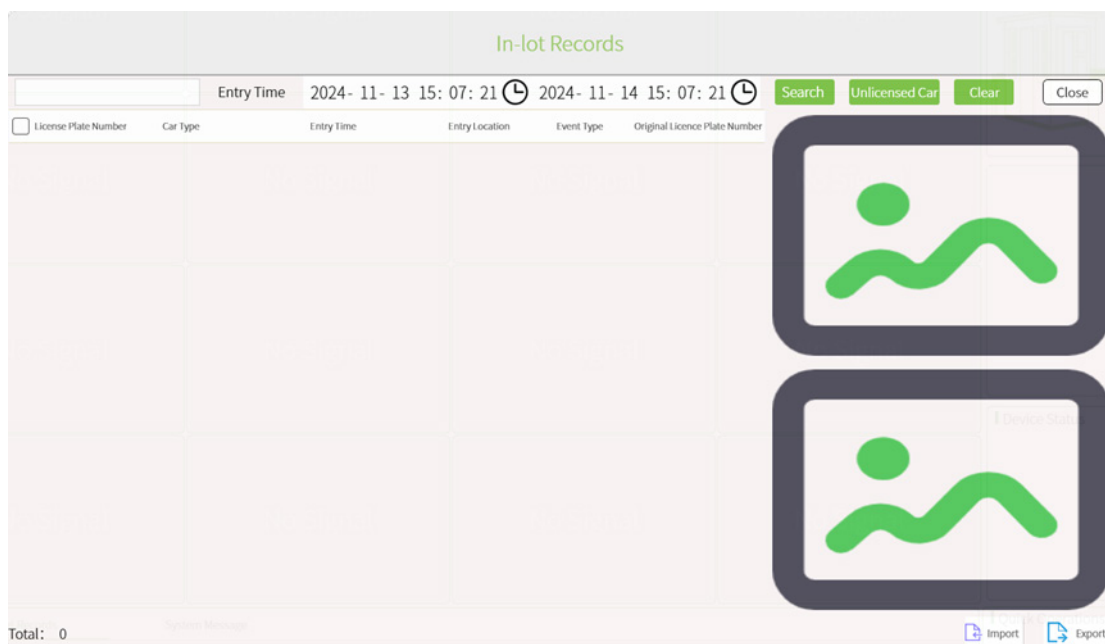 In-lot Records
Entry Time 2024- 11- 13 15: 07: 21 2024- 11- 14 15: 07: 21 Search Unlicensed Car Clear Close
License Plate Number Car Type Entry Time Entry Location Event Type Original Licence Plate Number
Device Status
System Message
Total: 0 Import Export